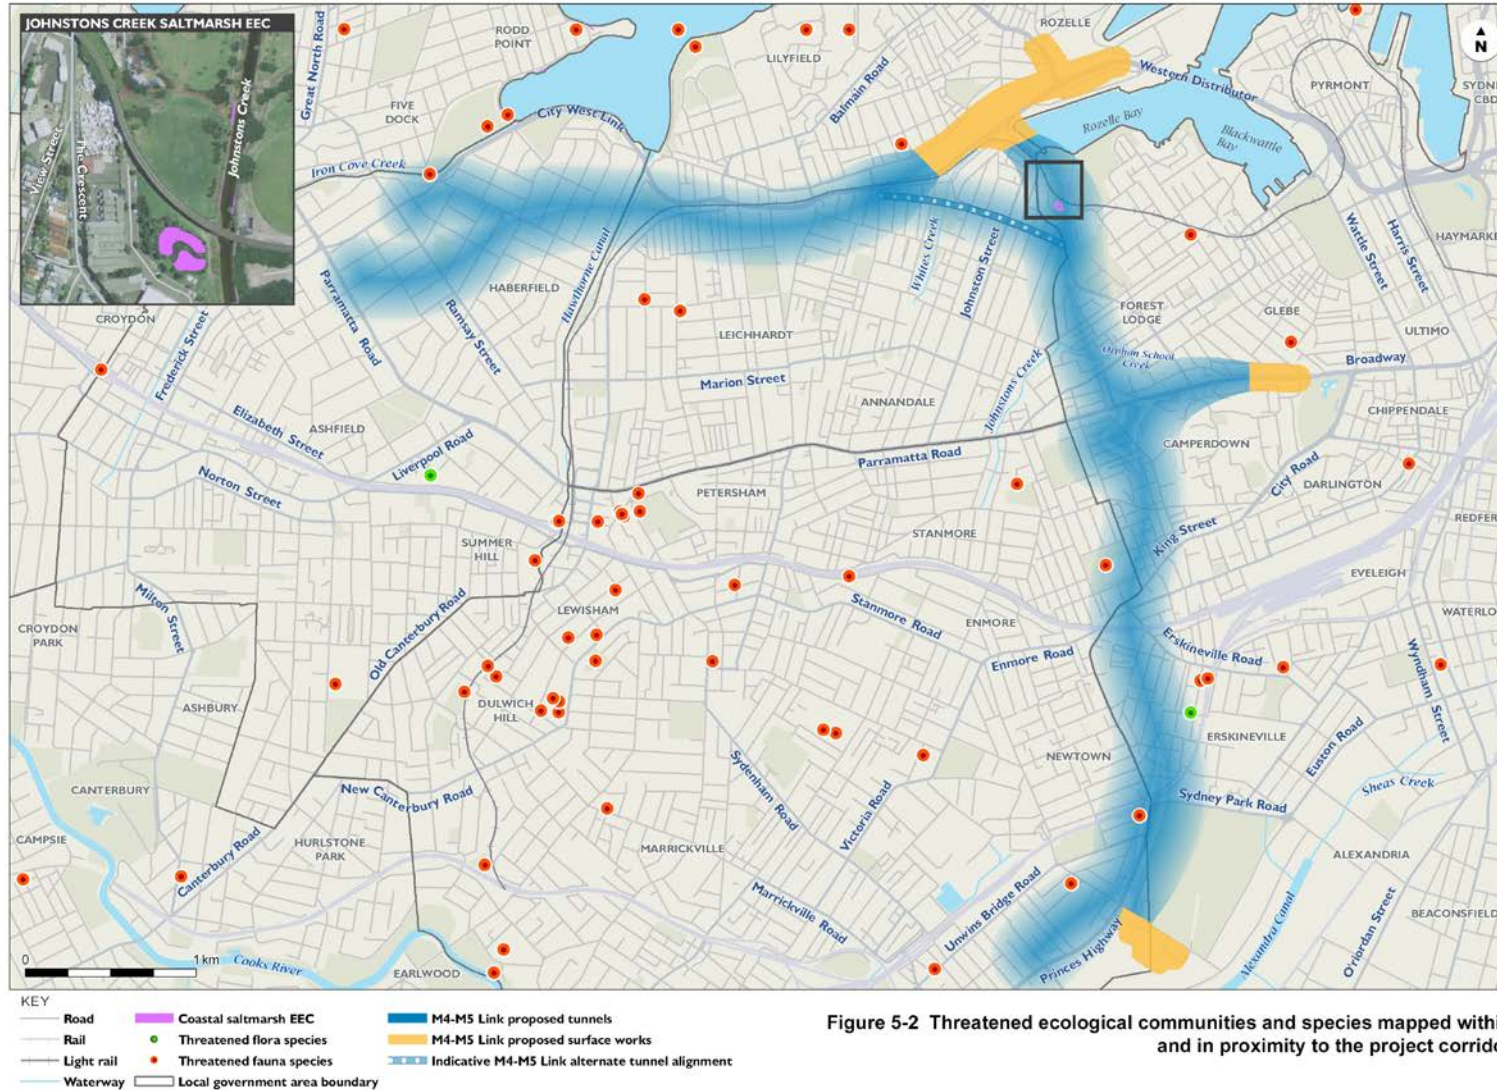 JOHNSTONS CREEK SALTMARSH EEC
View Street
The Crescent
Johnstons Creek
Great North Road
RODD
POINT
ROZELLE
N
LILYFIELD
Balmain Road
Western Distributor
PYRMONT
SYDN
CBD
FIVE
DOCK
City West Link
Rozelle Bay
Blackwattle
Bay
Iron Cove Creek
Whites Creek
Johnston Street
Wattle Street
Harris Street
HAYMARKE
Hawthorne Canal
HABERFIELD
Parramatta Road
Ramsay Street
FOREST
LODGE
GLEBE
ULTIMO
CROYDON
Frederick Street
LEICHHARDT
Orphan School
Creek
Broadway
Marion Street
Johnstons Creek
ANNANDALE
CHIPPENDALE
Elizabeth Street
ASHFIELD
Liverpool Road
CAMPERDOWN
Parramatta Road
City Road
Norton Street
PETERSHAM
DARLINGTON
REDFER
STANMORE
King Street
SUMMER
HILL
EVELEIGH
Milton Street
Old Canterbury Road
LEWISHAM
Stanmore Road
ENMORE
WATERLO
CROYDON
PARK
Enmore Road
Erskineville Road
Wyndham Street
ASHBURY
DULWICH
HILL
ERSKINEVILLE
NEWTOWN
Euston Road
Sydenham Road
Victoria Road
CANTERBURY
New Canterbury Road
Sydney Park Road
Sheas Creek
CAMPSIE
Canterbury Road
HURLSTONE
PARK
MARRICKVILLE
ALEXANDRIA
Marrickville Road
Unwins Bridge Road
BEACONSFIELD
Princes Highway
Alexandra Canal
O'riordan Street
0
1 km
Cooks River
EARLWOOD
KEY
Road
Coastal saltmarsh EEC
M4-M5 Link proposed tunnels
Rail
Threatened flora species
M4-M5 Link proposed surface works
Light rail
Threatened fauna species
Indicative M4-M5 Link alternate tunnel alignment
Waterway
Local government area boundary
Figure 5-2 Threatened ecological communities and species mapped withi
and in proximity to the project corrido